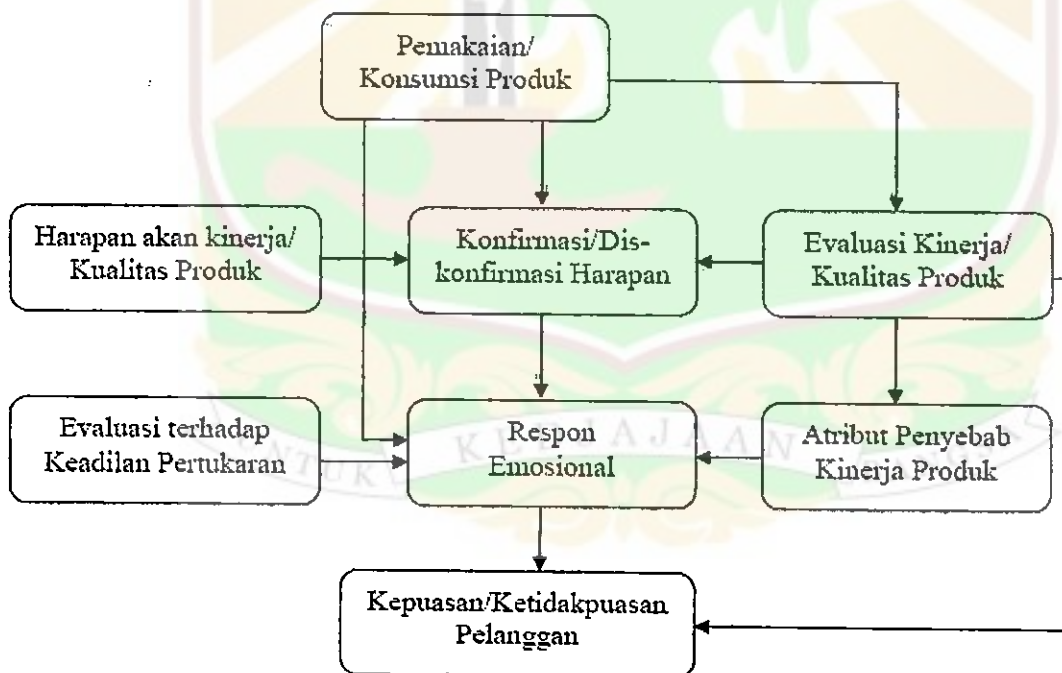 Pemakaian/
Konsumsi Produk
Harapan akan kinerja/
Kualitas Produk
Konfirmasi/Dis-
konfirmasi Harapan
Evaluasi Kinerja/
Kualitas Produk
Evaluasi terhadap
Keadilan Pertukaran
Respon
Emosional
Atribut Penyebab
Kinerja Produk
Kepuasan/Ketidakpuasan
Pelanggan